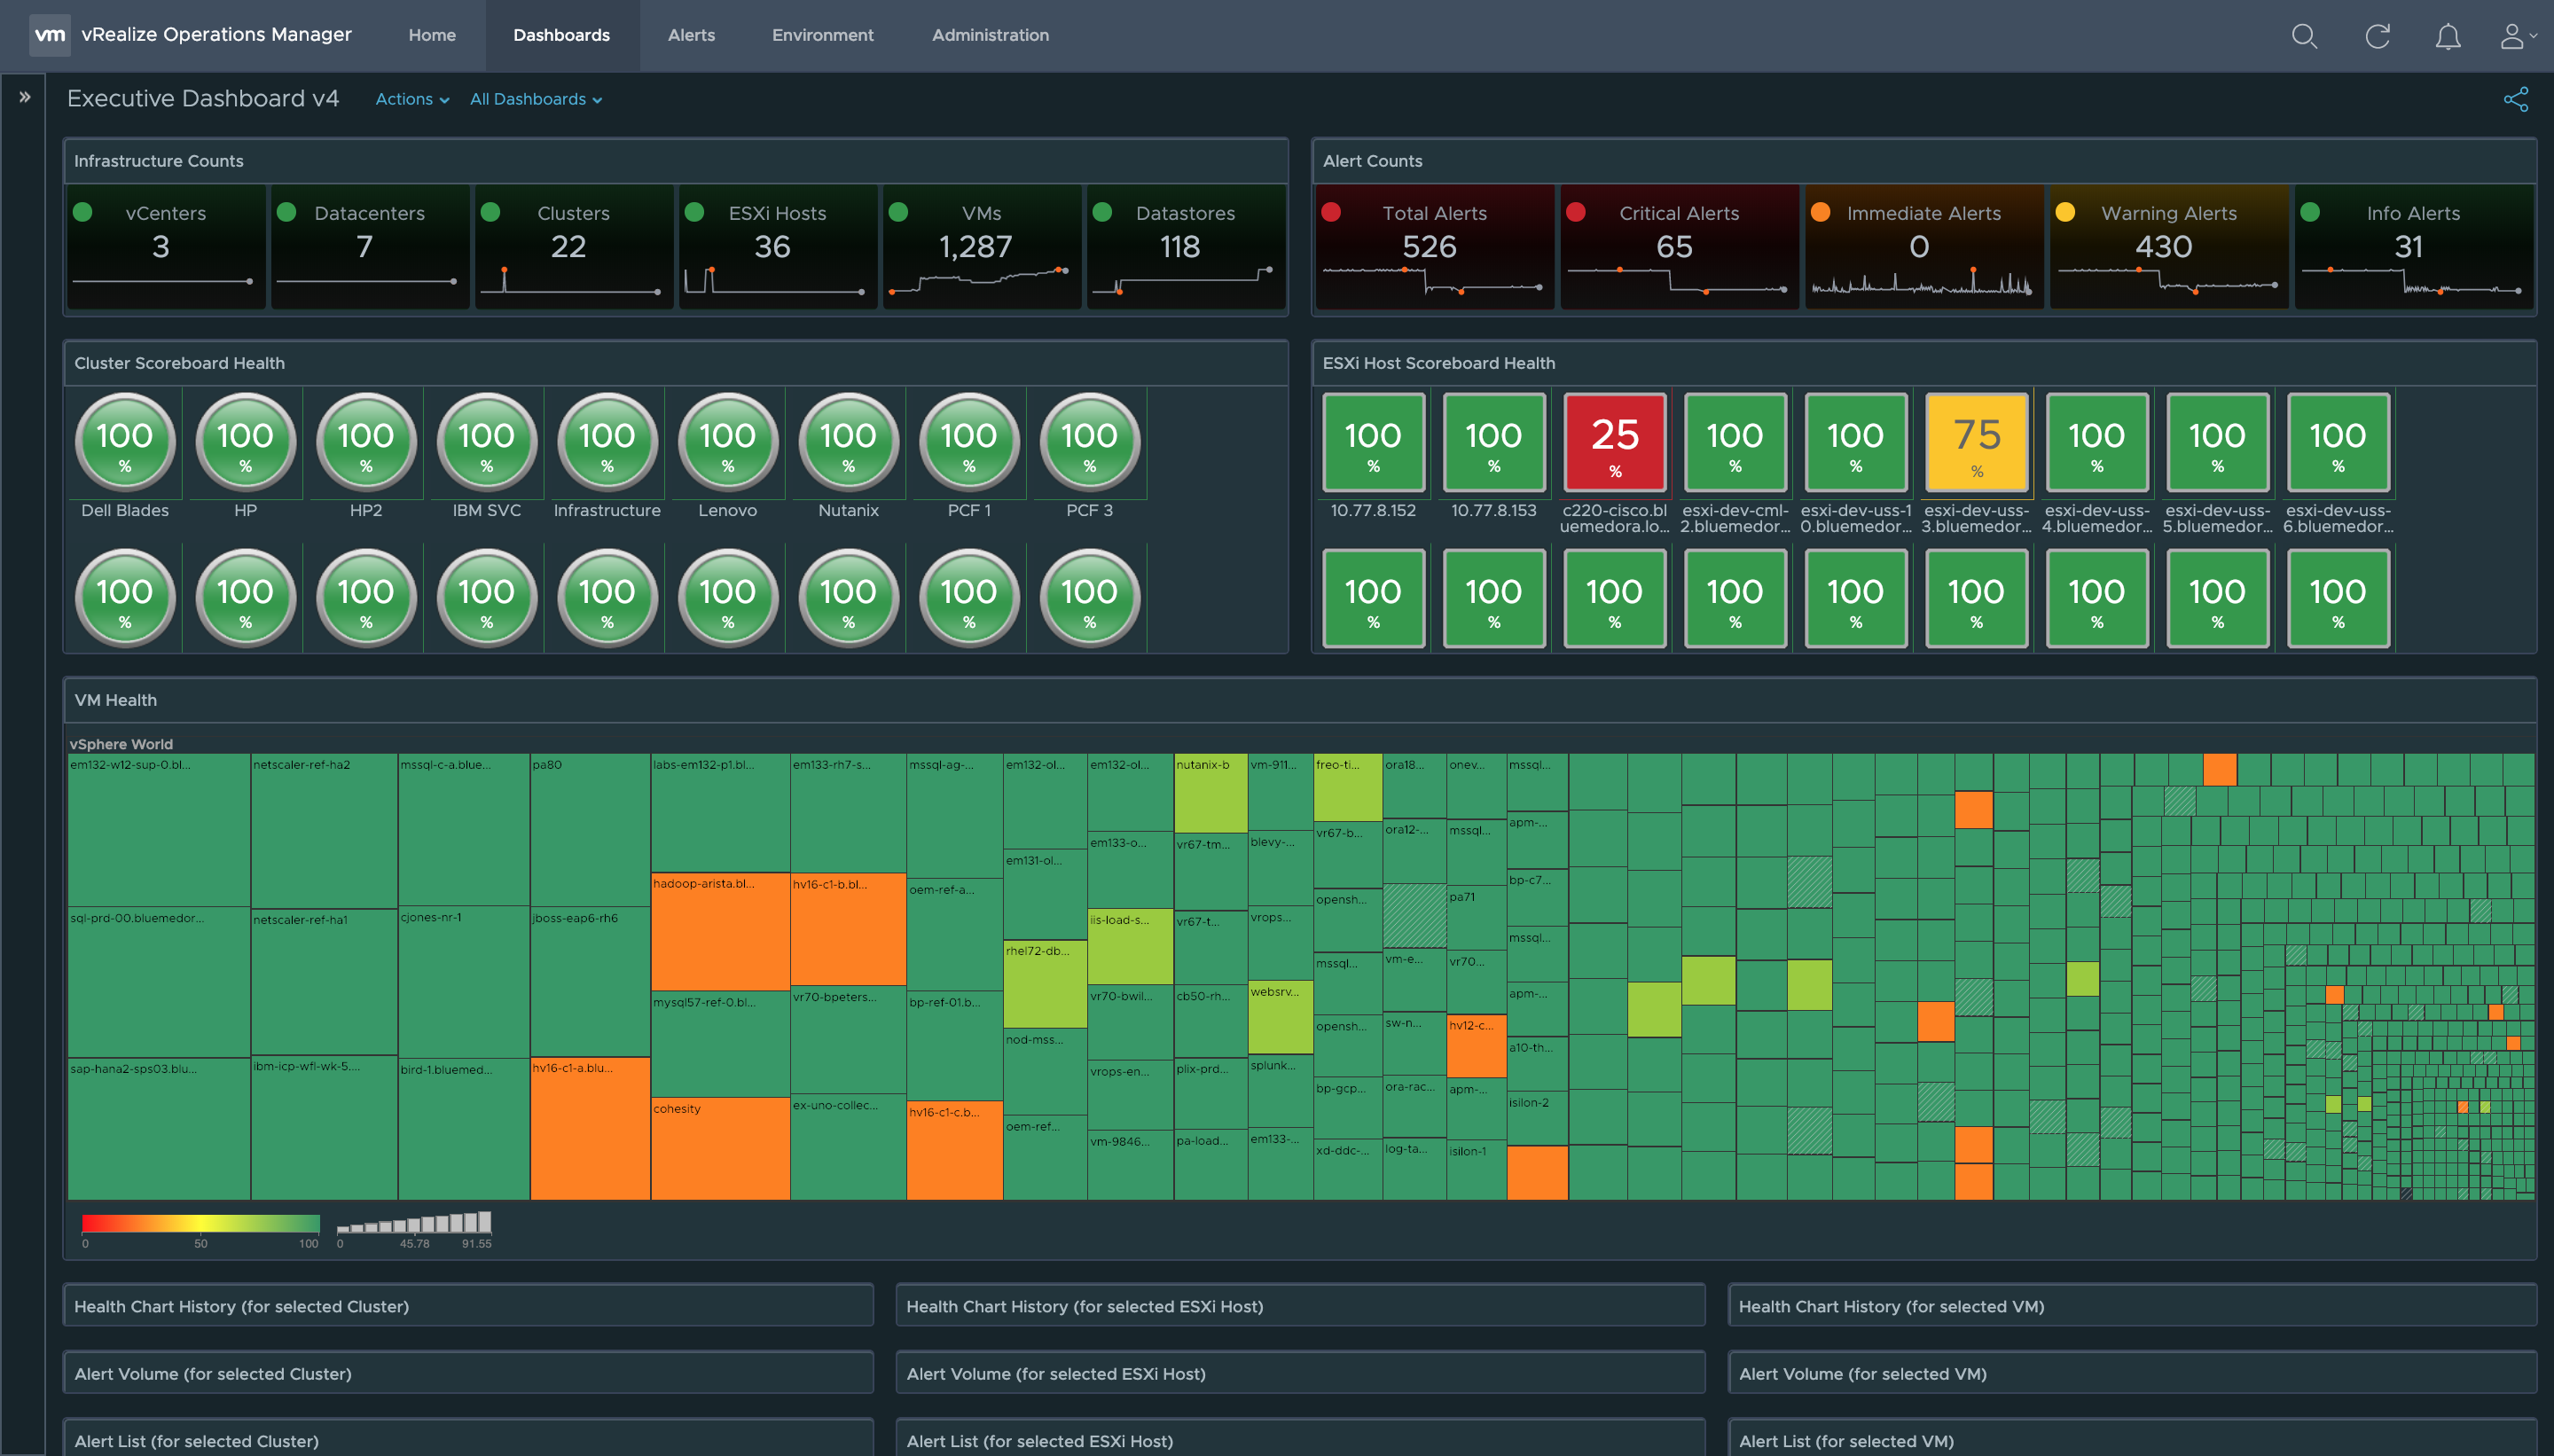 vm vRealize Operations Manager Home Dashboards Alerts Environment Administration
Executive Dashboard v4 Actions All Dashboards
Infrastructure Counts
vCenters Datacenters Clusters ESXi Hosts VMs Datastores
3 7 22 36 1,287 118
Alert Counts
Total Alerts Critical Alerts Immediate Alerts Warning Alerts Info Alerts
526 65 0 430 31
Cluster Scoreboard Health
100 100 100 100 100 100 100 100 100
% % % % % % % % %
Dell Blades HP HP2 IBM SVC Infrastructure Lenovo Nutanix PCF 1 PCF 3
100 100 100 100 100 100 100 100 100
% % % % % % % % %
ESXi Host Scoreboard Health
100 100 25 100 100 75 100 100 100
% % % % % % % % %
10.77.8.152 10.77.8.153 c220-cisco.bl esxi-dev-cml- esxi-dev-uss-1 esxi-dev-uss- esxi-dev-uss- esxi-dev-uss- esxi-dev-uss-
uemedora.lo... 2.bluemedor... 0.bluemedor... 3.bluemedor... 4.bluemedor... 5.bluemedor... 6.bluemedor...
100 100 100 100 100 100 100 100 100
% % % % % % % % %
VM Health
vSphere World
em132-w12-sup-0.bl...
sql-prd-00.bluemedor...
sap-hana2-sps03.blu...
netscaler-ref-ha2
netscaler-ref-ha1
ibm-icp-wfl-wk-5....
mssql-c-a.blue...
cjones-nr-1
bird-1.bluemed...
pa80
jboss-eap6-rh6
hv16-c1-a.blu...
labs-em132-p1.bl...
hadoop-arista.bl...
mysql57-ref-0.bl...
cohesity
em133-rh7-s...
hv16-c1-b.bl...
vr70-bpeters...
ex-uno-collec...
mssql-ag-...
oem-ref-a...
bp-ref-01.b...
hv16-c1-c.b...
em132-ol...
em131-ol...
rhel72-db...
nod-mss...
oem-ref...
em132-ol...
em133-o...
iis-load-s...
vr70-bwil...
vrops-en...
vm-9846...
nutanix-b
vr67-tm...
vr67-t...
cb50-rh...
plix-prd...
pa-load...
vm-911...
blevy-...
vrops...
websrv...
splunk...
em133-...
freo-ti...
vr67-b...
opensh...
mssql...
opensh...
bp-gcp...
xd-ddc-...
ora18...
ora12-...
vm-e...
sw-n...
ora-rac...
log-ta...
onev...
mssql...
pa71
vr70...
hv12-c...
apm-...
isilon-1
mssql...
apm-...
bp-c7...
mssql...
apm-...
a10-th...
isilon-2
0 50 100 0 45.78 91.55
Health Chart History (for selected Cluster) Health Chart History (for selected ESXi Host) Health Chart History (for selected VM)
Alert Volume (for selected Cluster) Alert Volume (for selected ESXi Host) Alert Volume (for selected VM)
Alert List (for selected Cluster) Alert List (for selected ESXi Host) Alert List (for selected VM)